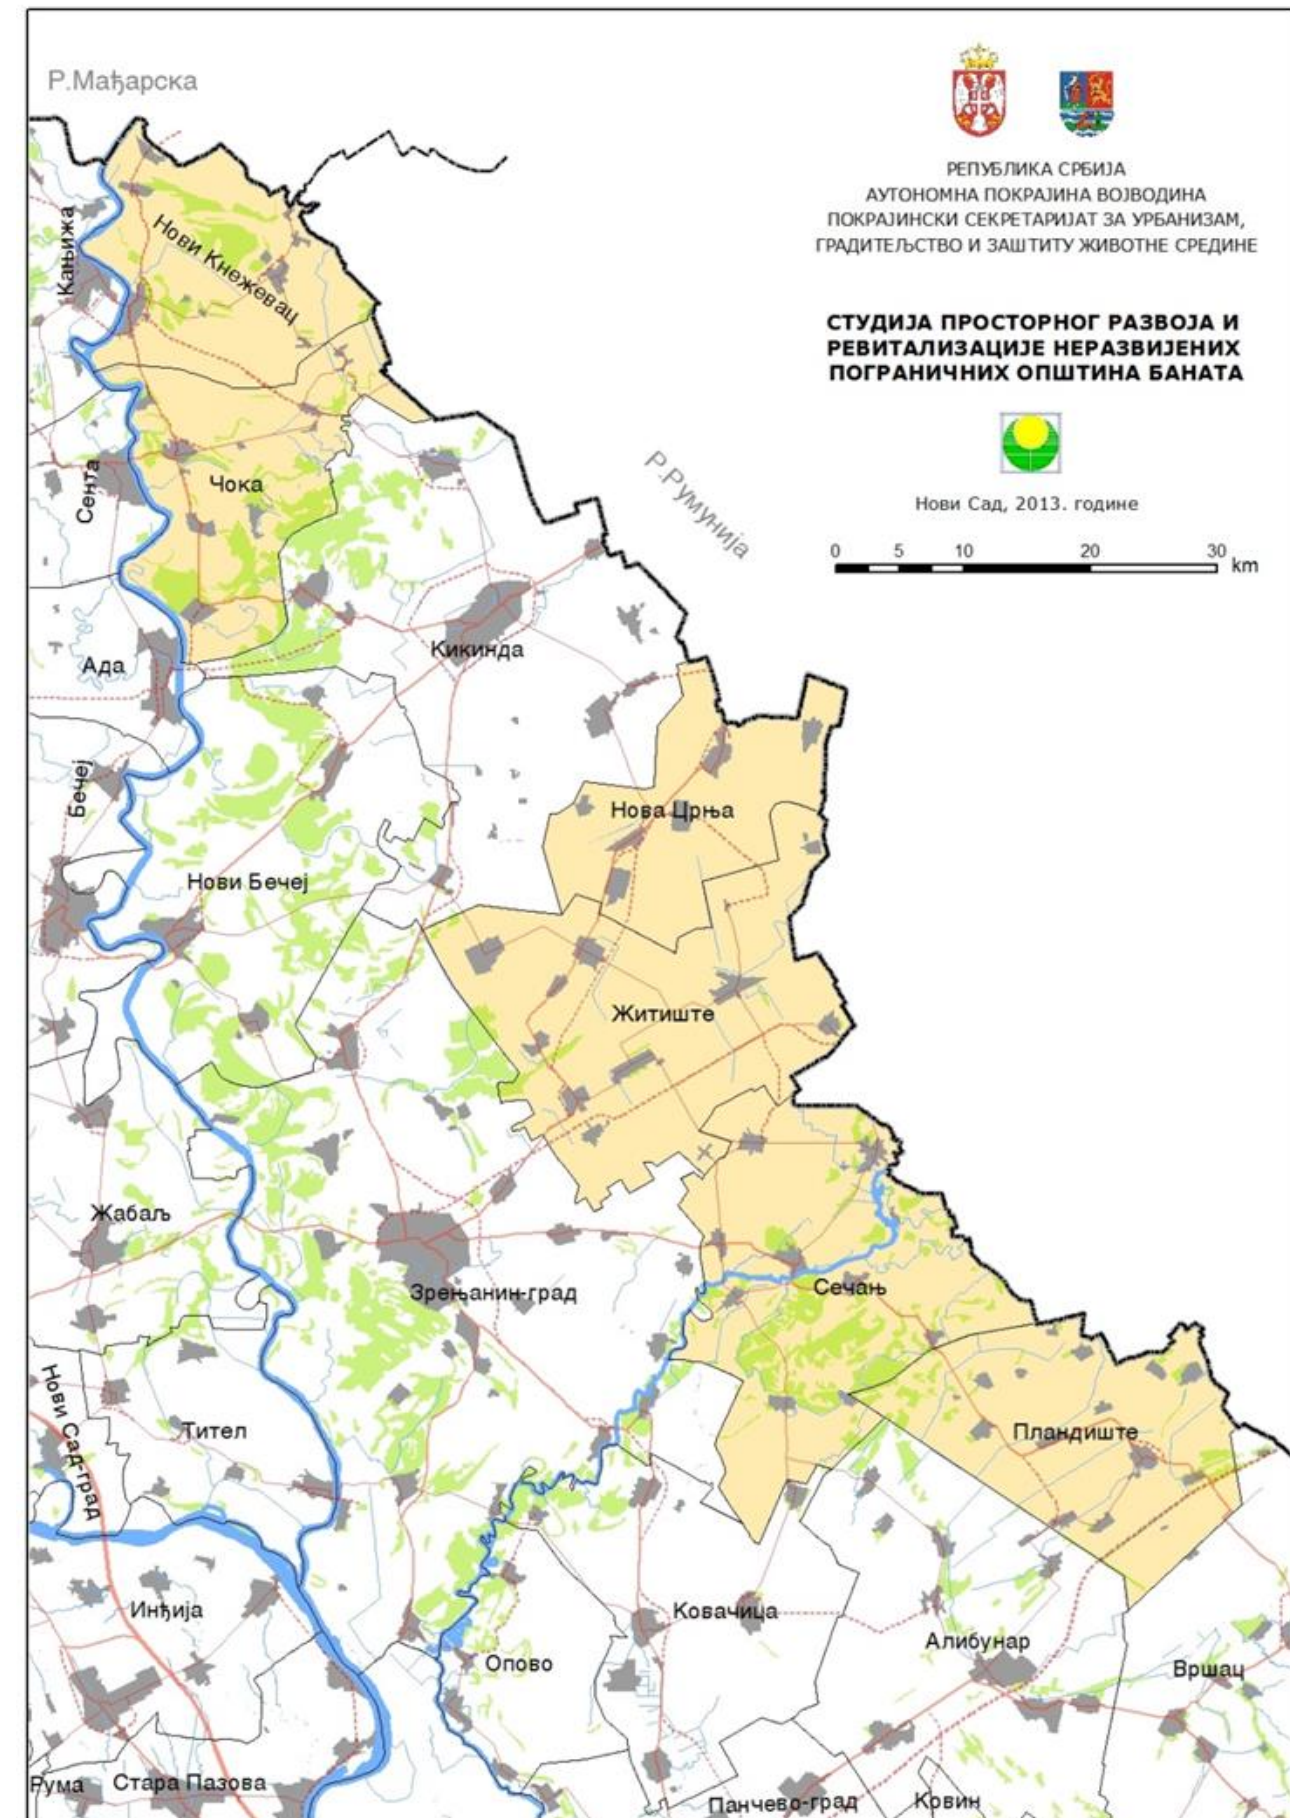 Р.Мађарска
РЕПУБЛИКА СРБИЈА
АУТОНОМНА ПОКРАЈИНА ВОЈВОДИНА
ПОКРАЈИНСКИ СЕКРЕТАРИЈАТ ЗА УРБАНИЗАМ,
ГРАДИТЕЉСТВО И ЗАШТИТУ ЖИВОТНЕ СРЕДИНЕ
СТУДИЈА ПРОСТОРНОГ РАЗВОЈА И
РЕВИТАЛИЗАЦИЈЕ НЕРАЗВИЈЕНИХ
ПОГРАНИЧНИХ ОПШТИНА БАНАТА
Нови Сад, 2013. године
0 5 10 20 30 km
Кањижа
Нови Кнежевац
Сента
Чока
Р.Румунија
Ада
Кикинда
Бечеј
Нова Црња
Нови Бечеј
Житиште
Жабаљ
Зрењанин-град
Сечањ
Нови Сад-град
Тител
Пландиште
Инђија
Ковачица
Опово
Алибунар
Вршац
Рума
Стара Пазова
Панчево-град
Ковин